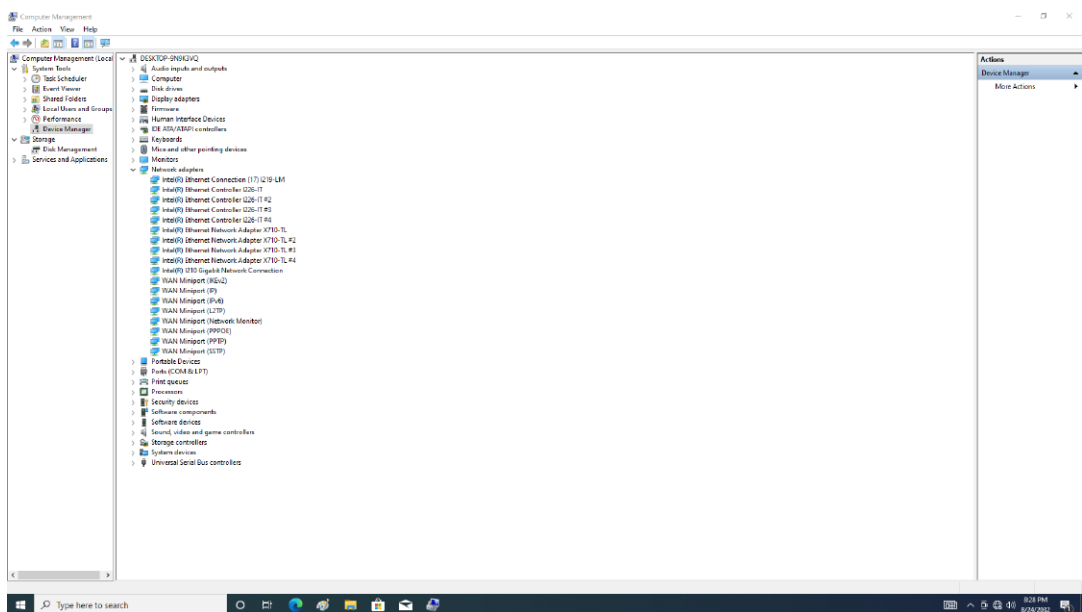 Computer Management
File Action View Help
Computer Management (Local
System Tools
Task Scheduler
Event Viewer
Shared Folders
Local Users and Groups
Performance
Device Manager
Storage
Disk Management
Services and Applications
DESKTOP-9N9K3VQ
Audio inputs and outputs
Computer
Disk drives
Display adapters
Firmware
Human Interface Devices
IDE ATA/ATAPI controllers
Keyboards
Mice and other pointing devices
Monitors
Network adapters
Intel(R) Ethernet Connection (17) I219-LM
Intel(R) Ethernet Controller I226-IT
Intel(R) Ethernet Controller I226-IT #2
Intel(R) Ethernet Controller I226-IT #3
Intel(R) Ethernet Controller I226-IT #4
Intel(R) Ethernet Network Adapter X710-TL
Intel(R) Ethernet Network Adapter X710-TL #2
Intel(R) Ethernet Network Adapter X710-TL #3
Intel(R) Ethernet Network Adapter X710-TL #4
Intel(R) I210 Gigabit Network Connection
WAN Miniport (IKEv2)
WAN Miniport (IP)
WAN Miniport (IPv6)
WAN Miniport (L2TP)
WAN Miniport (Network Monitor)
WAN Miniport (PPPOE)
WAN Miniport (PPTP)
WAN Miniport (SSTP)
Portable Devices
Ports (COM & LPT)
Print queues
Processors
Security devices
Software components
Software devices
Sound, video and game controllers
Storage controllers
System devices
Universal Serial Bus controllers
Actions
Device Manager
More Actions
Type here to search
8:28 PM